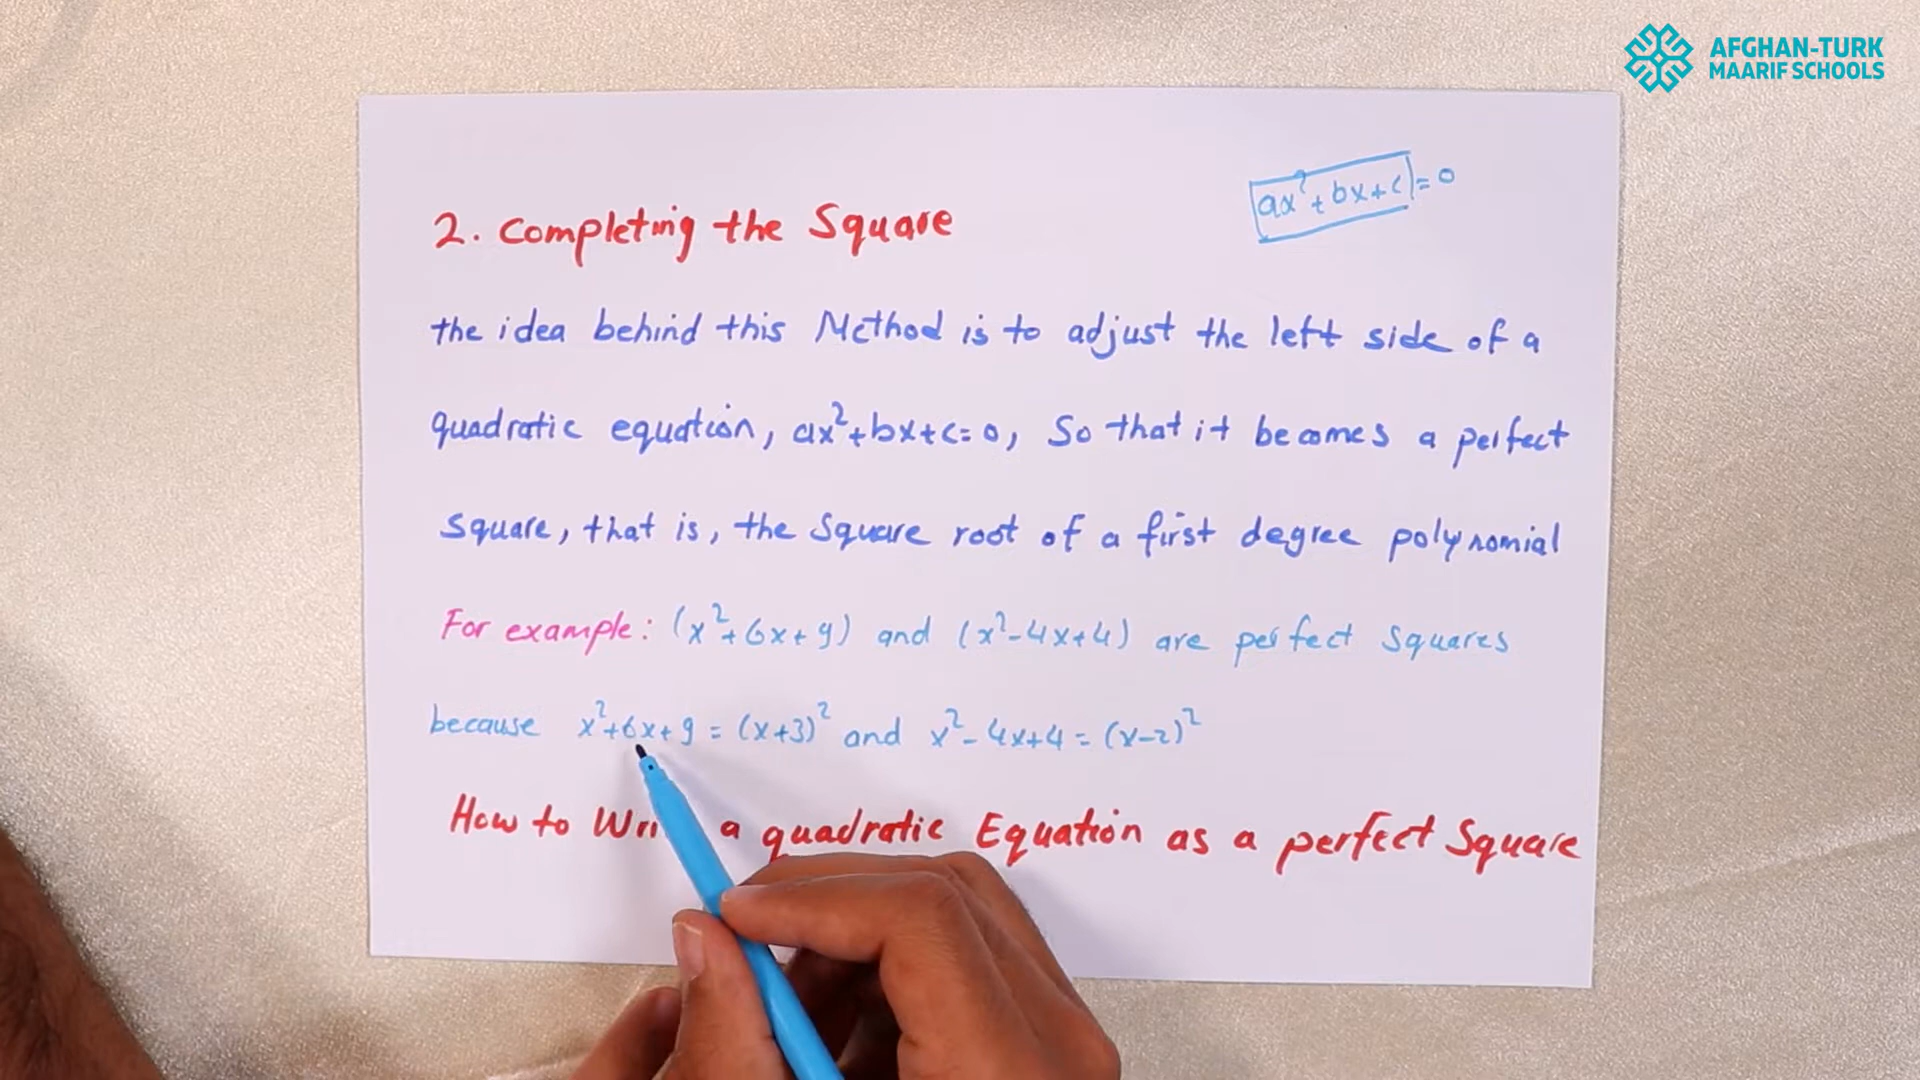 AFGHAN-TURK
MAARIF SCHOOLS
ax²+bx+c=0
2. Completing the Square
the idea behind this Method is to adjust the left side of a
quadratic equation, ax²+bx+c=0, So that it becomes a perfect
square, that is, the square root of a first degree polynomial
For example: (x²+6x+9) and (x²-4x+4) are perfect squares
because x²+6x+9=(x+3)² and x²-4x+4=(x-2)²
How to a quadratic Equation as a perfect Square